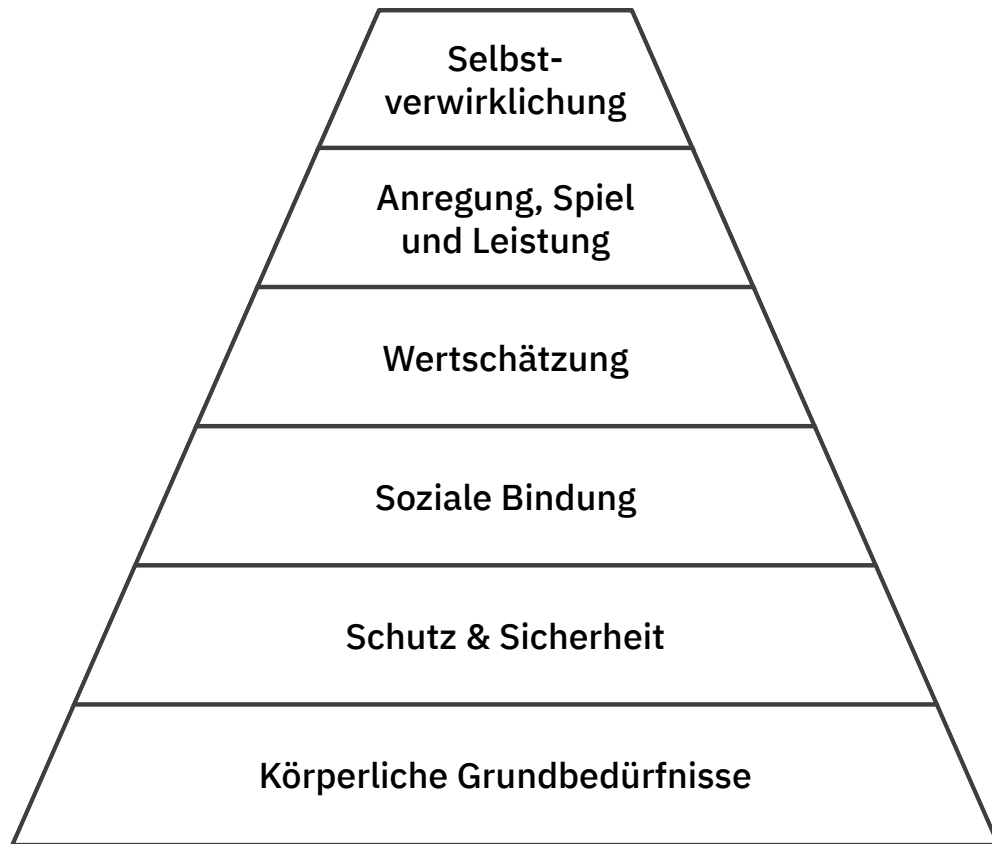 Selbst-
verwirklichung
Anregung, Spiel
und Leistung
Wertschätzung
Soziale Bindung
Schutz & Sicherheit
Körperliche Grundbedürfnisse